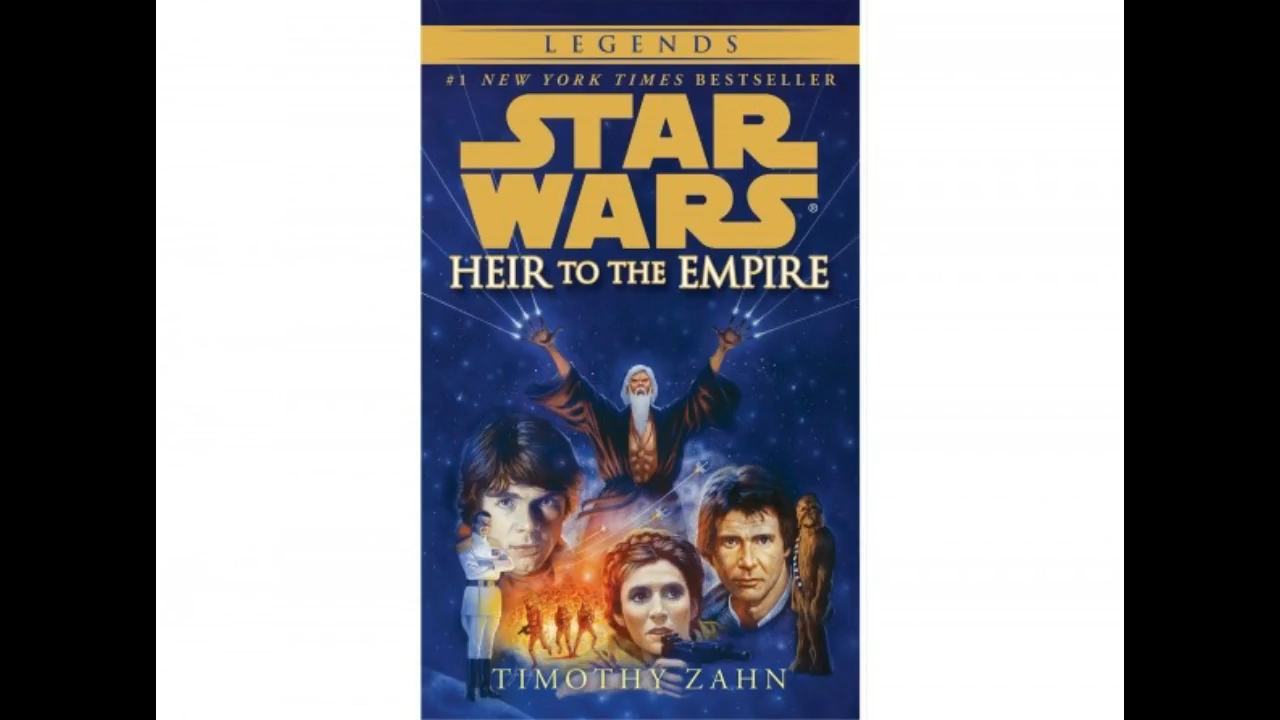 LEGENDS
#1 NEW YORK TIMES BESTSELLER
STAR
WARS®
HEIR TO THE EMPIRE
TIMOTHY ZAHN